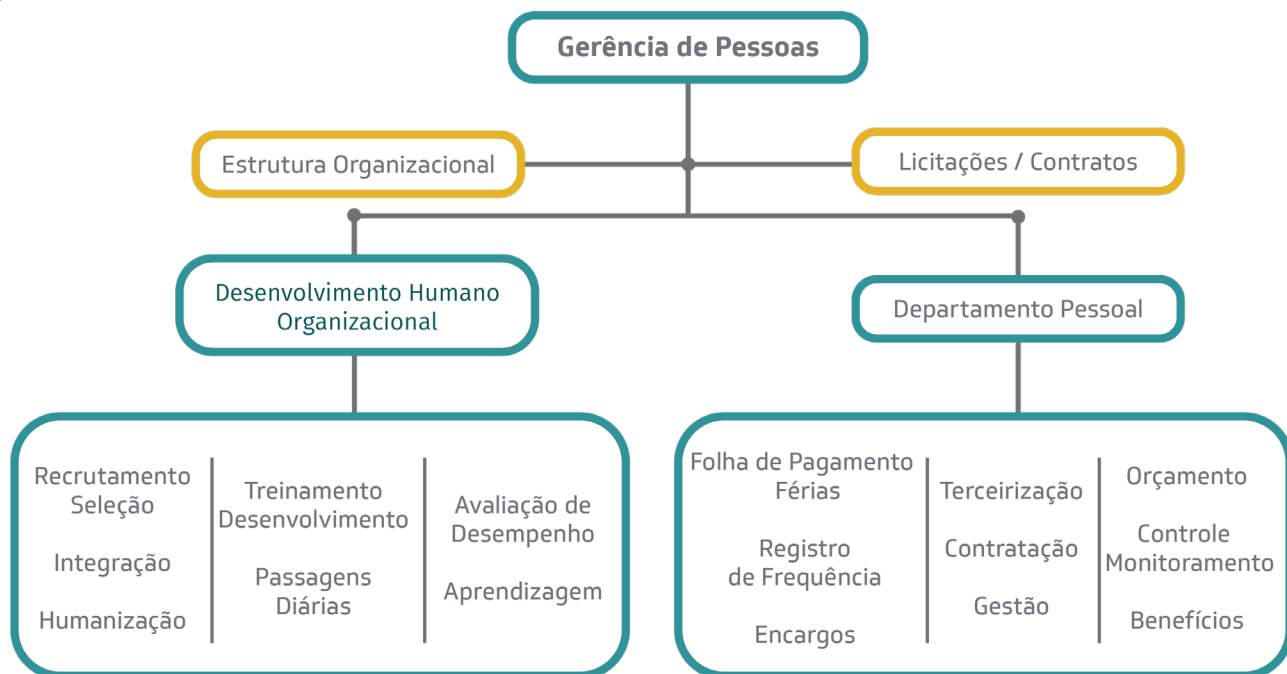 Gerência de Pessoas
Estrutura Organizacional
Licitações / Contratos
Desenvolvimento Humano
Organizacional
Departamento Pessoal
Recrutamento
Seleção
Integração
Humanização
Treinamento
Desenvolvimento
Passagens
Diárias
Avaliação de
Desempenho
Aprendizagem
Folha de Pagamento
Férias
Registro
de Frequência
Encargos
Terceirização
Contratação
Gestão
Orçamento
Controle
Monitoramento
Benefícios